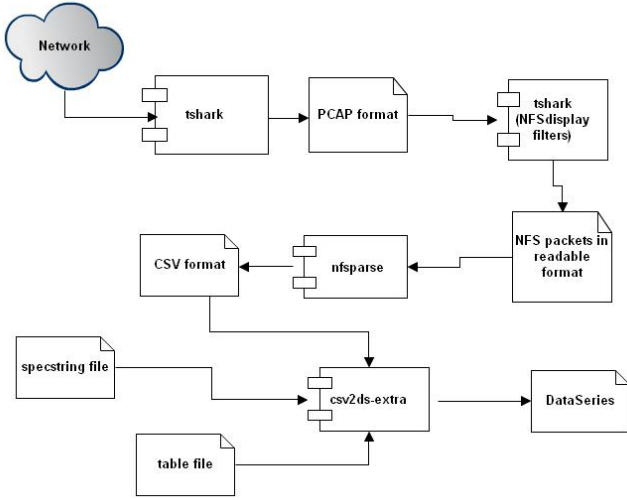 Network
tshark
PCAP format
tshark
(NFSdisplay
filters)
NFS packets in
readable
format
nfsparse
CSV format
specstring file
csv2ds-extra
DataSeries
table file